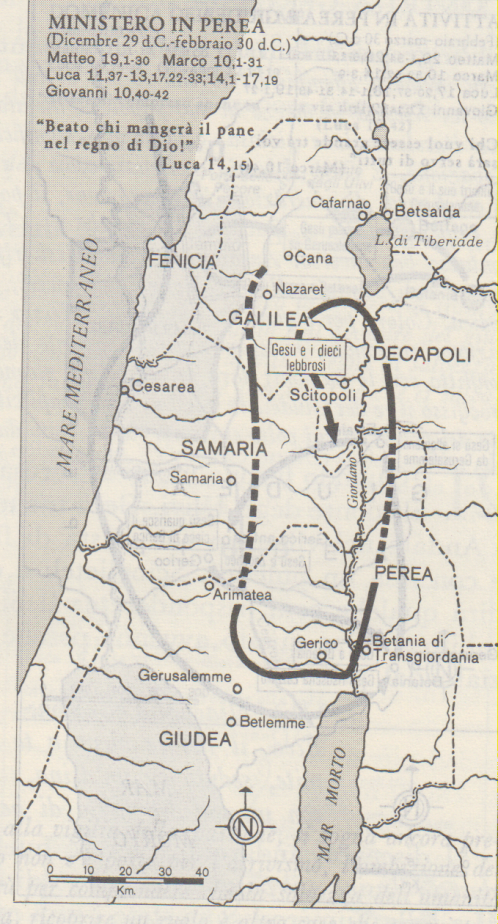 MINISTERO IN PEREA
(Dicembre 29 d.C.-febbraio 30 d.C.)
Matteo 19,1-30 Marco 10,1-31
Luca 11,37-13,17.22-33;14,1-17,19
Giovanni 10,40-42
"Beato chi mangerà il pane
nel regno di Dio!"
(Luca 14,15)
Cafarnao
Betsaida
L. di Tiberiade
FENICIA
Cana
Nazaret
GALILEA
Gesù e i dieci
lebbrosi
DECAPOLI
Scitopoli
MARE MEDITERRANEO
Cesarea
SAMARIA
Samaria
Giordano
PEREA
Arimatea
Gerico
Betania di
Transgiordania
Gerusalemme
Betlemme
GIUDEA
MAR MORTO
N
0 10 20 30 40
Km.